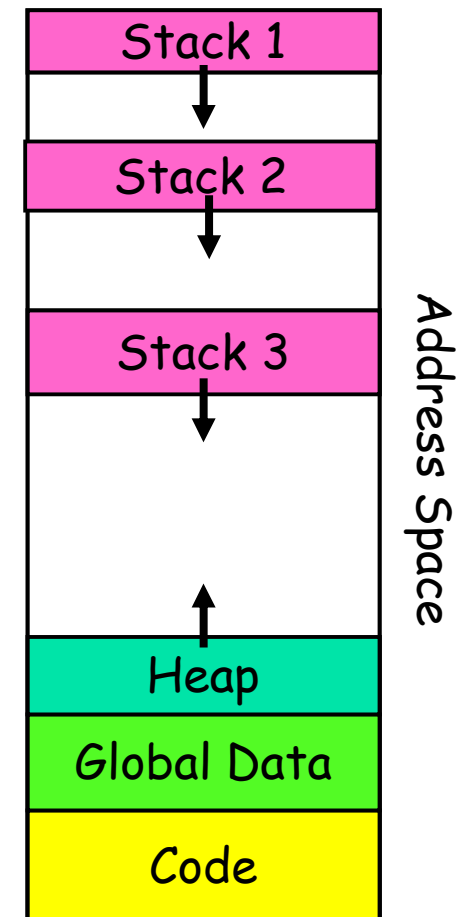 Stack 1
Stack 2
Stack 3
Address Space
Heap
Global Data
Code